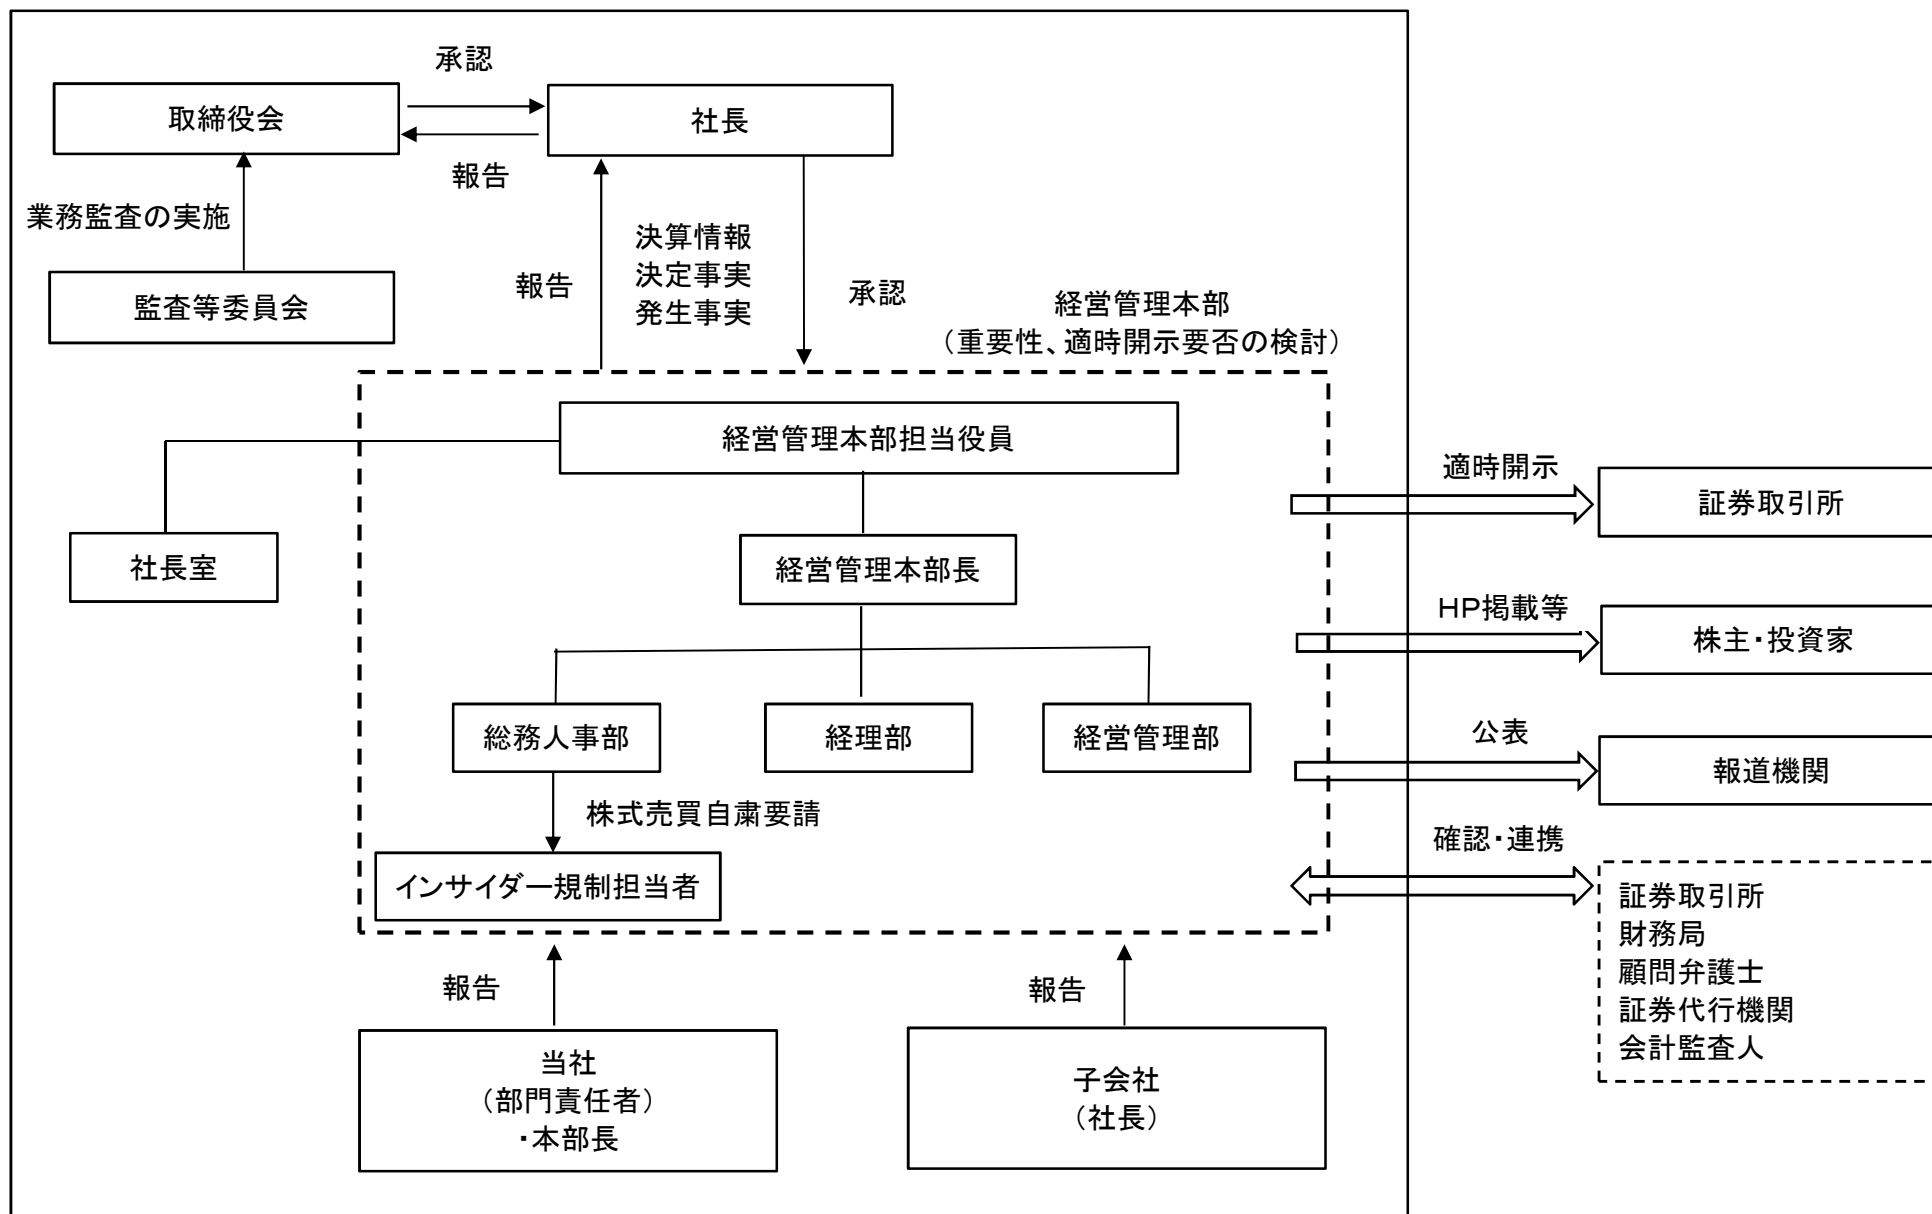 承認
取締役会
社長
報告
業務監査の実施
監査等委員会
報告
決算情報
決定事実
発生事実
承認
経営管理本部
（重要性、適時開示要否の検討）
経営管理本部担当役員
社長室
経営管理本部長
総務人事部
経理部
経営管理部
株式売買自粛要請
インサイダー規制担当者
報告
報告
当社
（部門責任者）
・本部長
子会社
（社長）
適時開示
証券取引所
HP掲載等
株主・投資家
公表
報道機関
確認・連携
証券取引所
財務局
顧問弁護士
証券代行機関
会計監査人